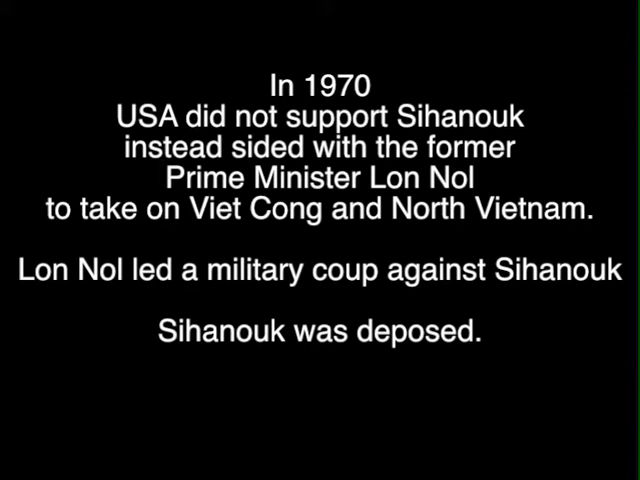 In 1970
USA did not support Sihanouk
instead sided with the former
Prime Minister Lon Nol
to take on Viet Cong and North Vietnam.
Lon Nol led a military coup against Sihanouk
Sihanouk was deposed.